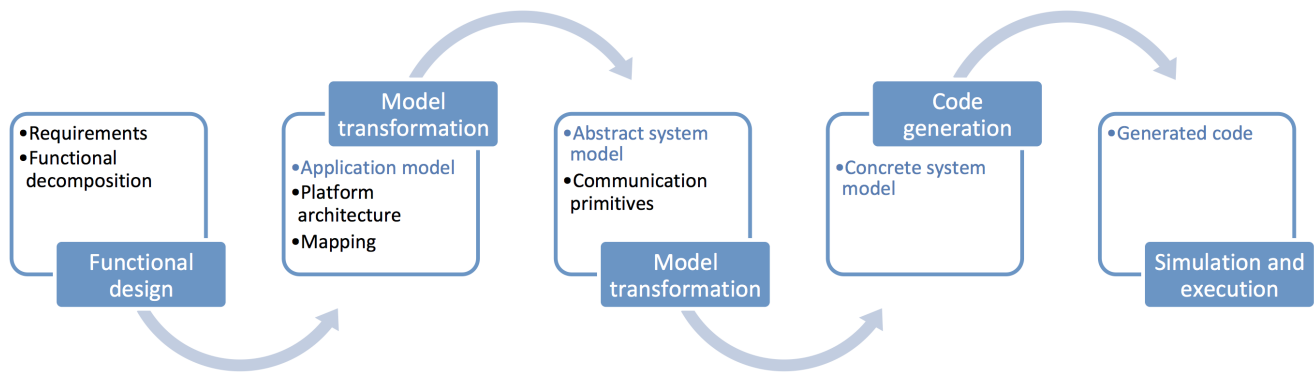 •Requirements
•Functional
decomposition
Functional
design
Model
transformation
•Application model
•Platform
architecture
•Mapping
•Abstract system
model
•Communication
primitives
Model
transformation
Code
generation
•Concrete system
model
•Generated code
Simulation and
execution